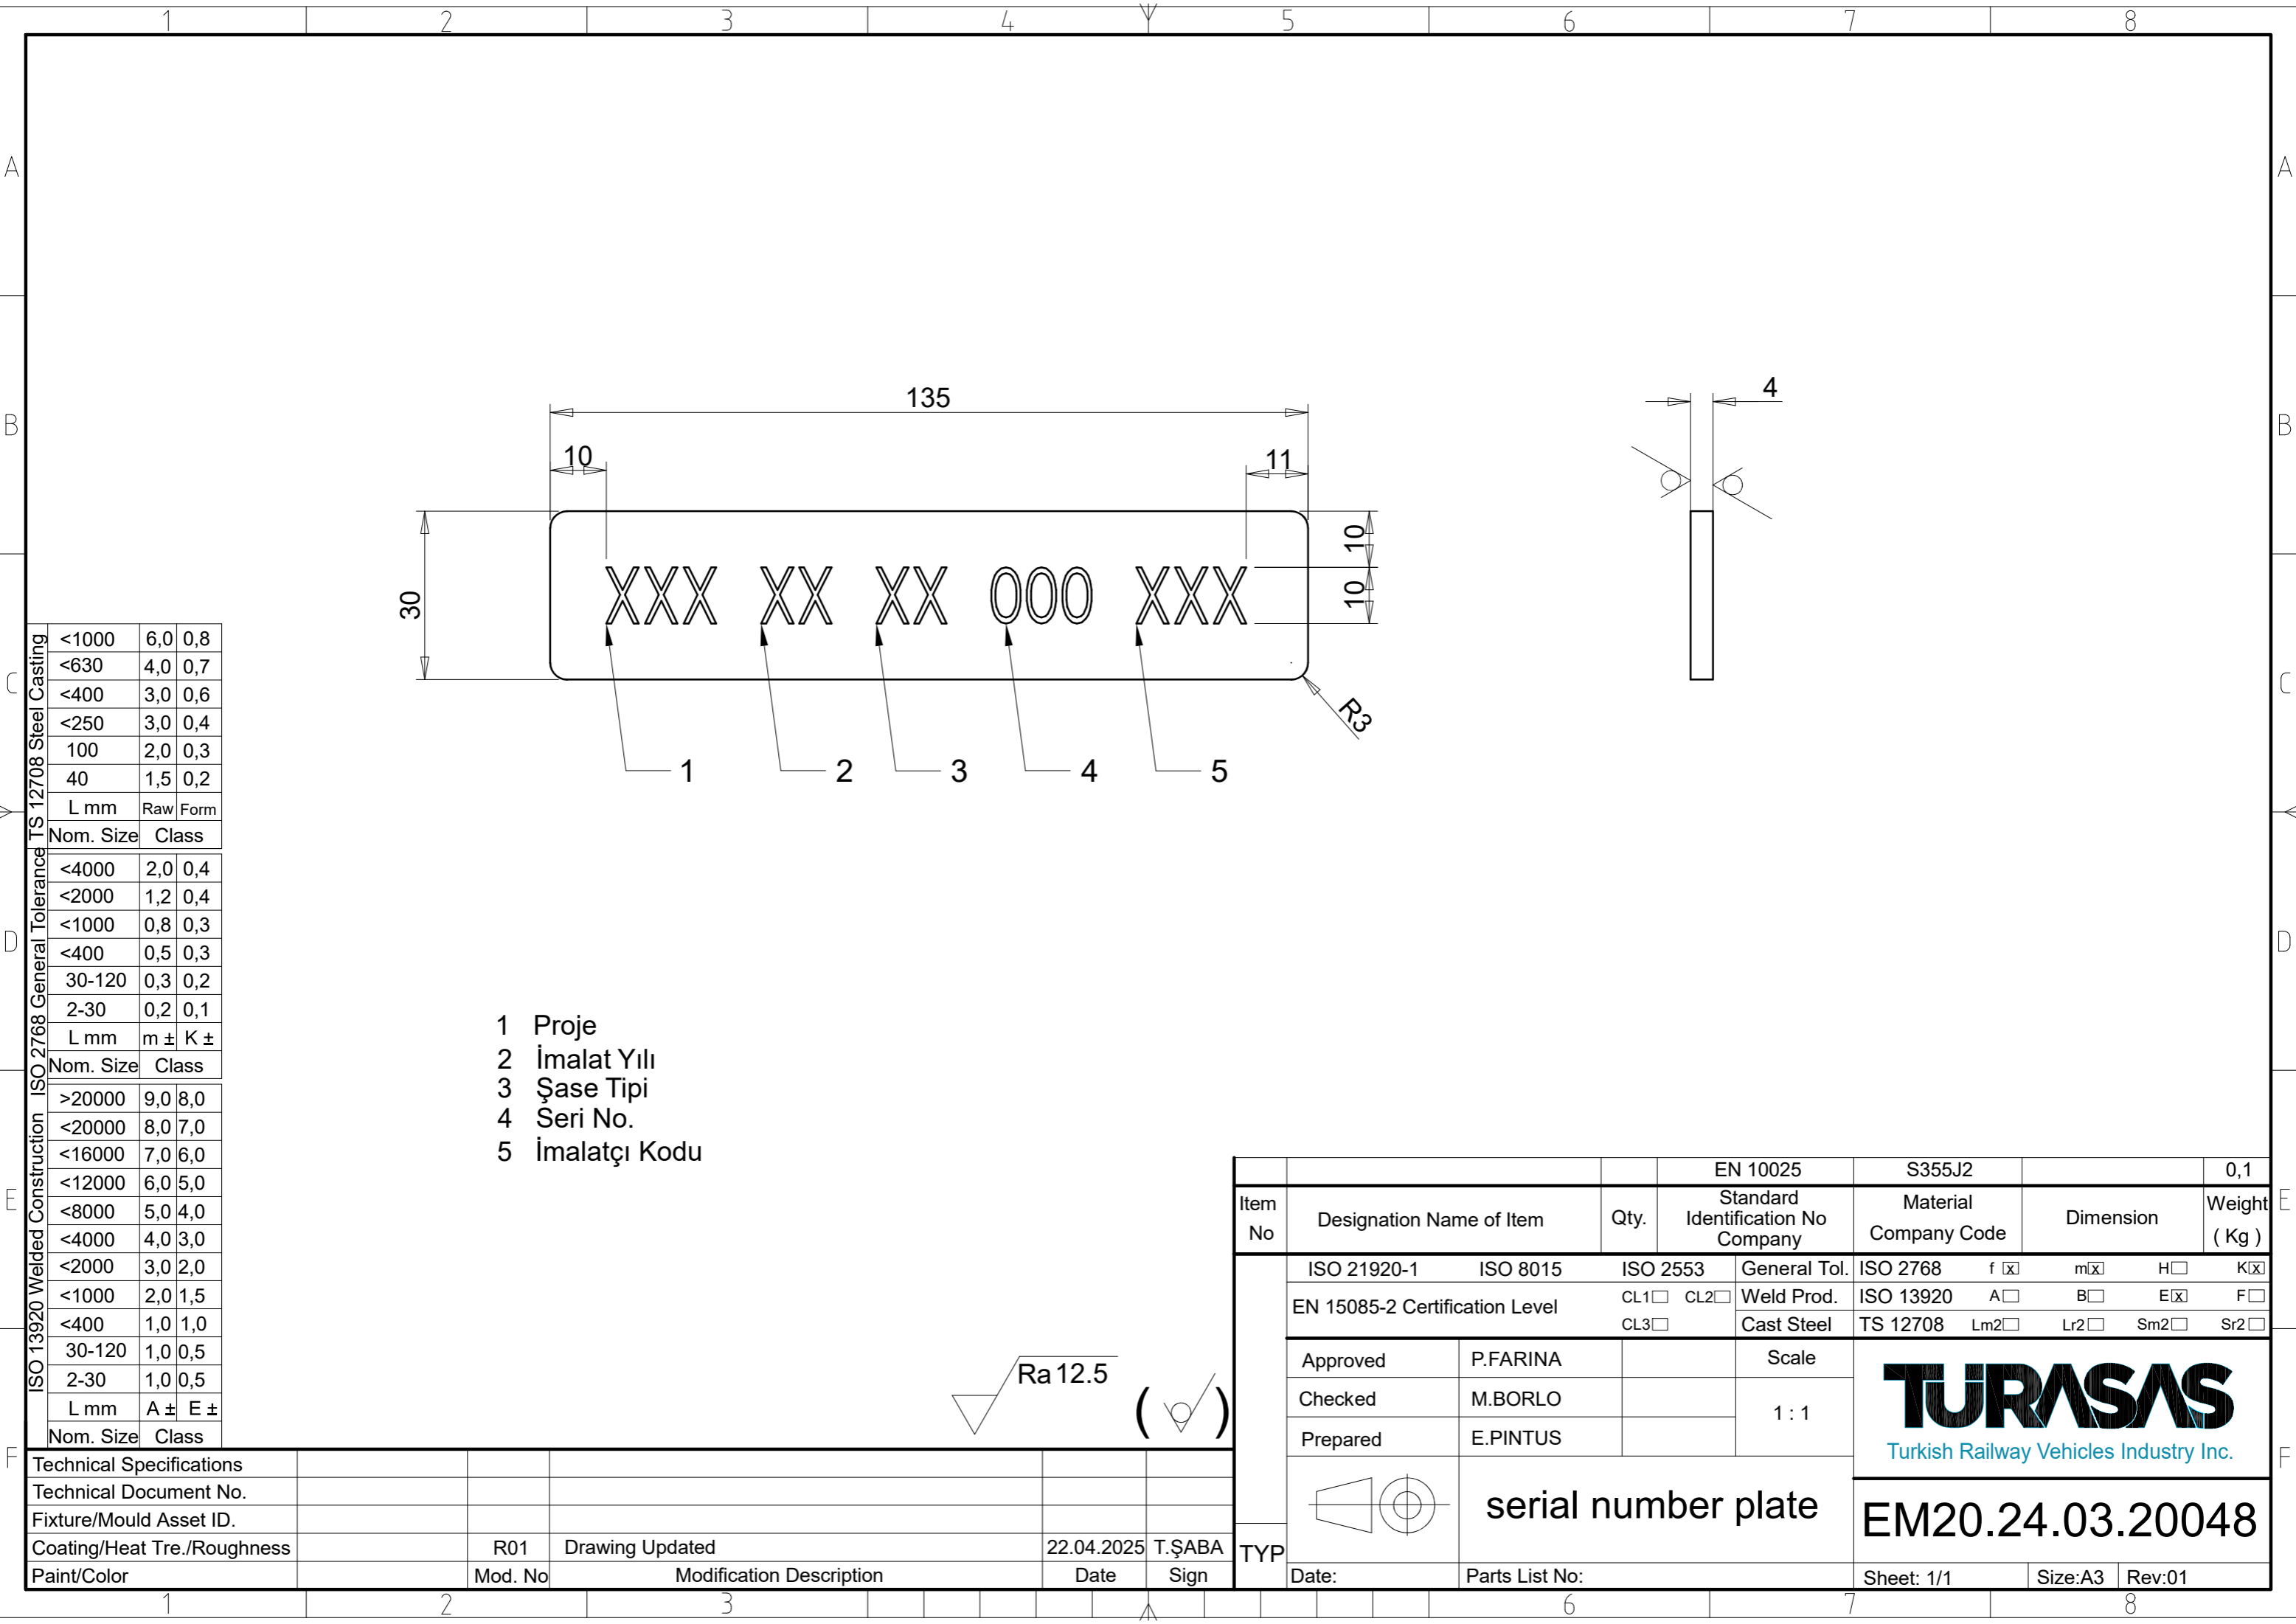 1 2 3 4 5 6 7 8
A A
B B
C C
D D
E E
F F
135
10
11
30
10
10
XXX XX XX 000 XXX
R3
1 2 3 4 5
4
1 Proje
2 İmalat Yılı
3 Şase Tipi
4 Seri No.
5 İmalatçı Kodu
TS 12708 Steel Casting
<1000 6,0 0,8
<630 4,0 0,7
<400 3,0 0,6
<250 3,0 0,4
100 2,0 0,3
40 1,5 0,2
L mm Raw Form
Nom. Size Class
ISO 2768 General Tolerance
<4000 2,0 0,4
<2000 1,2 0,4
<1000 0,8 0,3
<400 0,5 0,3
30-120 0,3 0,2
2-30 0,2 0,1
L mm m ± K ±
Nom. Size Class
ISO 13920 Welded Construction
>20000 9,0 8,0
<20000 8,0 7,0
<16000 7,0 6,0
<12000 6,0 5,0
<8000 5,0 4,0
<4000 4,0 3,0
<2000 3,0 2,0
<1000 2,0 1,5
<400 1,0 1,0
30-120 1,0 0,5
2-30 1,0 0,5
L mm A ± E ±
Nom. Size Class
Ra 12.5
( )
Technical Specifications
Technical Document No.
Fixture/Mould Asset ID.
Coating/Heat Tre./Roughness R01 Drawing Updated 22.04.2025 T.ŞABA
Paint/Color Mod. No Modification Description Date Sign
EN 10025 S355J2 0,1
Item No Designation Name of Item Qty. Standard Identification No Company Material Company Code Dimension Weight ( Kg )
ISO 21920-1 ISO 8015 ISO 2553 General Tol. ISO 2768 f x m x H K x
EN 15085-2 Certification Level CL1 CL2 Weld Prod. ISO 13920 A B E x F
CL3 Cast Steel TS 12708 Lm2 Lr2 Sm2 Sr2
Approved P.FARINA Scale
Checked M.BORLO 1 : 1
Prepared E.PINTUS
TURASAS
Turkish Railway Vehicles Industry Inc.
serial number plate
EM20.24.03.20048
TYP
Date: Parts List No: Sheet: 1/1 Size:A3 Rev:01
1 2 3 6 7 8